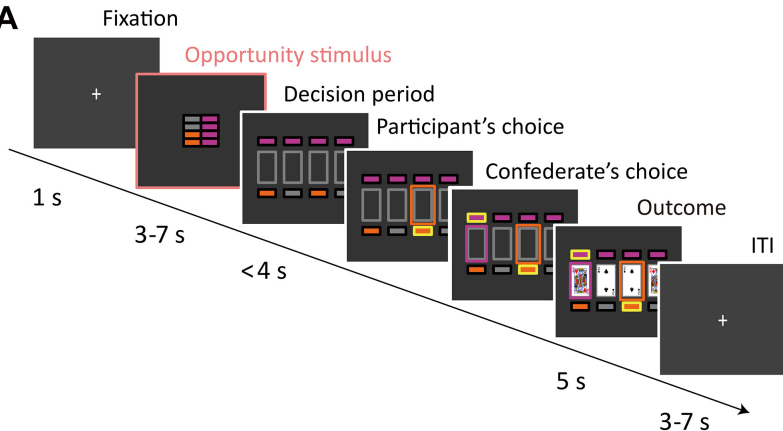 A
Fixation
Opportunity stimulus
Decision period
Participant's choice
Confederate's choice
Outcome
ITI
1 s
3-7 s
<4 s
5 s
3-7 s